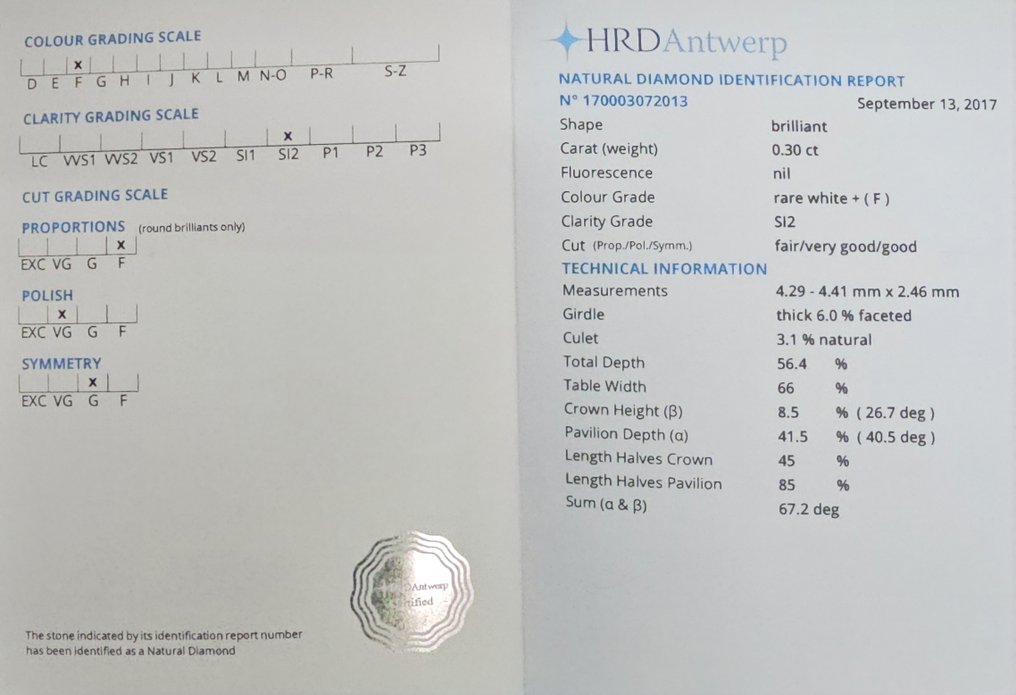 COLOUR GRADING SCALE
x
D E F G H I J K L M N-O P-R S-Z
CLARITY GRADING SCALE
x
LC VVS1 VVS2 VS1 VS2 SI1 SI2 P1 P2 P3
CUT GRADING SCALE
PROPORTIONS (round brilliants only)
x
EXC VG G F
POLISH
x
EXC VG G F
SYMMETRY
x
EXC VG G F
Antwerp
The stone indicated by its identification report number
has been identified as a Natural Diamond
HRDAntwerp
NATURAL DIAMOND IDENTIFICATION REPORT
N° 170003072013 September 13, 2017
Shape brilliant
Carat (weight) 0.30 ct
Fluorescence nil
Colour Grade rare white + ( F )
Clarity Grade SI2
Cut (Prop./Pol./Symm.) fair/very good/good
TECHNICAL INFORMATION
Measurements 4.29 - 4.41 mm x 2.46 mm
Girdle thick 6.0 % faceted
Culet 3.1 % natural
Total Depth 56.4 %
Table Width 66 %
Crown Height (β) 8.5 % ( 26.7 deg )
Pavilion Depth (α) 41.5 % ( 40.5 deg )
Length Halves Crown 45 %
Length Halves Pavilion 85 %
Sum (α & β) 67.2 deg